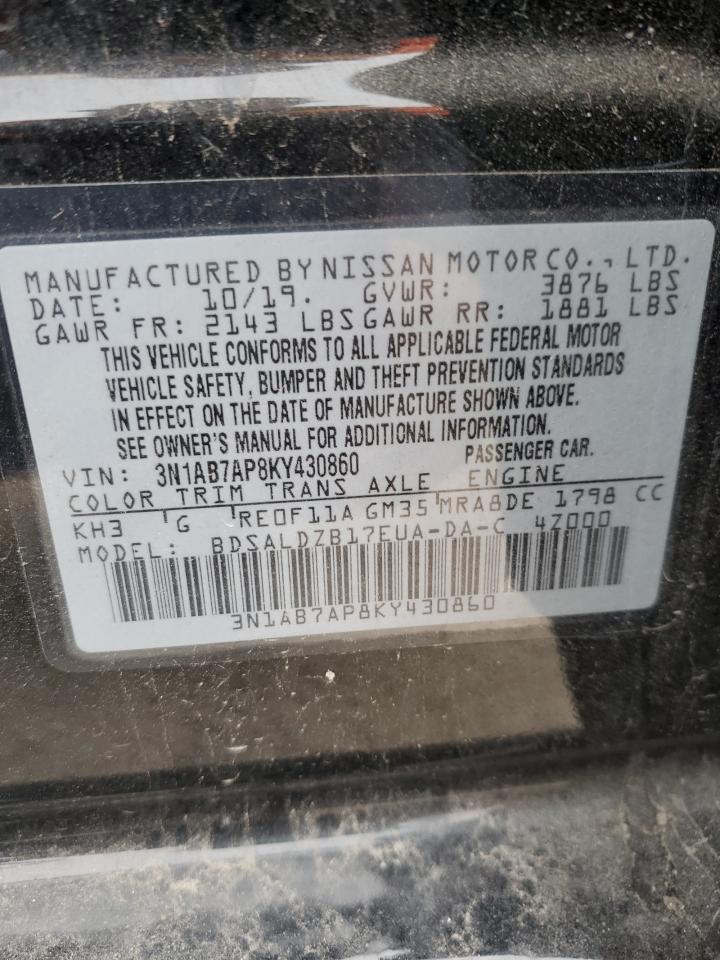 MANUFACTURED BY NISSAN MOTOR CO., LTD.
DATE: 10/19. GVWR: 3876 LBS
GAWR FR: 2143 LBS GAWR RR: 1881 LBS
THIS VEHICLE CONFORMS TO ALL APPLICABLE FEDERAL MOTOR
VEHICLE SAFETY, BUMPER AND THEFT PREVENTION STANDARDS
IN EFFECT ON THE DATE OF MANUFACTURE SHOWN ABOVE.
SEE OWNER'S MANUAL FOR ADDITIONAL INFORMATION.
VIN: 3N1AB7AP8KY430860 PASSENGER CAR.
COLOR TRIM TRANS AXLE ENGINE
KH3 G RE0F11A GM35 MRA8DE 1798 CC
MODEL: BDSALDZB17EUA-DA-C 4Z000
3N1AB7AP8KY430860